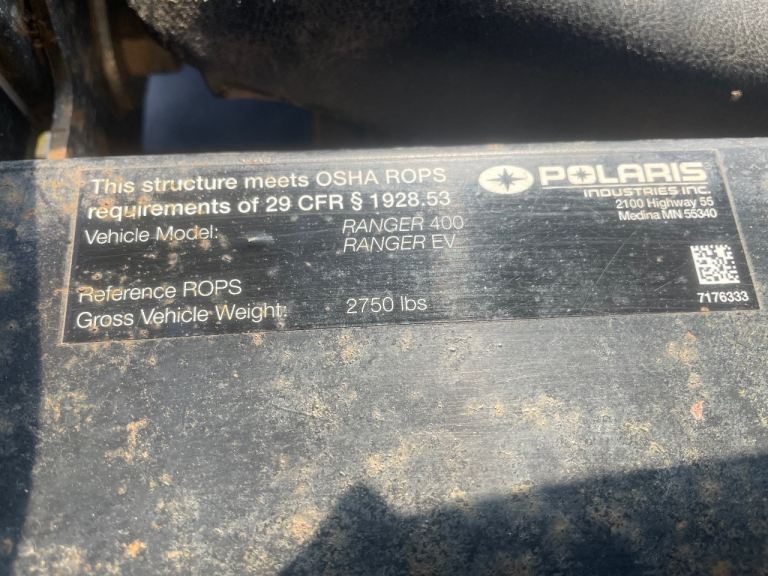 This structure meets OSHA ROPS
requirements of 29 CFR § 1928.53
Vehicle Model: RANGER 400
RANGER EV
Reference ROPS
Gross Vehicle Weight: 2750 lbs
POLARIS
INDUSTRIES INC.
2100 Highway 55
Medina MN 55340
7176333